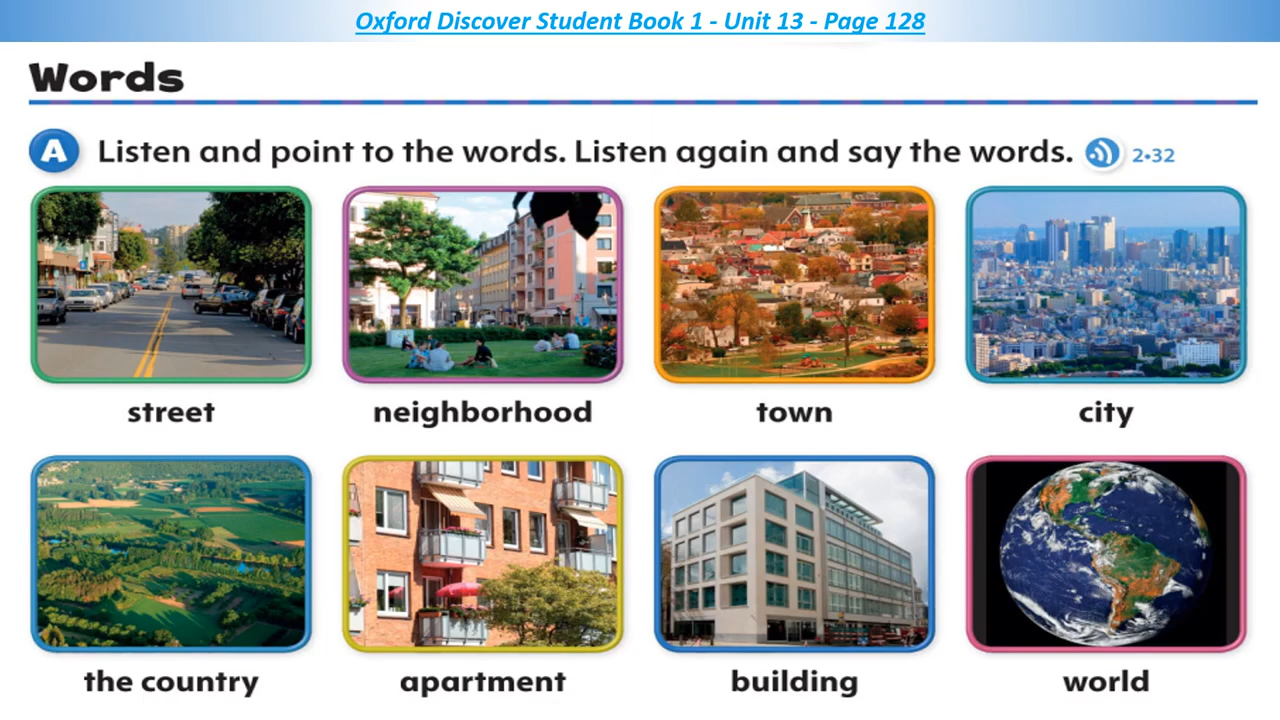 Oxford Discover Student Book 1 - Unit 13 - Page 128
Words
A Listen and point to the words. Listen again and say the words. 2•32
street neighborhood town city
the country apartment building world